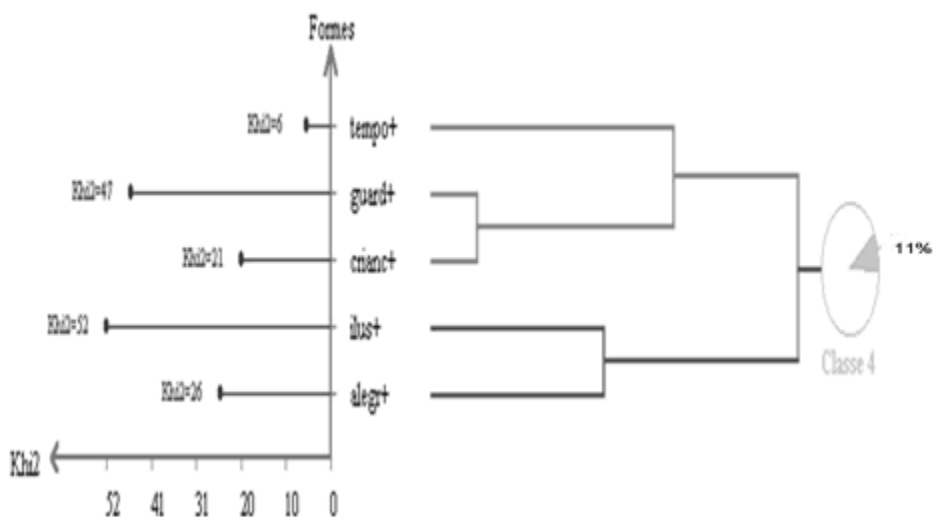 Formes
Khi2=6 tempo+
Khi2=47 guard+
11%
Khi2=21 crianc+
Khi2=52 ilus+
Classe 4
Khi2=26 alegr+
Khi2
52 41 31 20 10 0